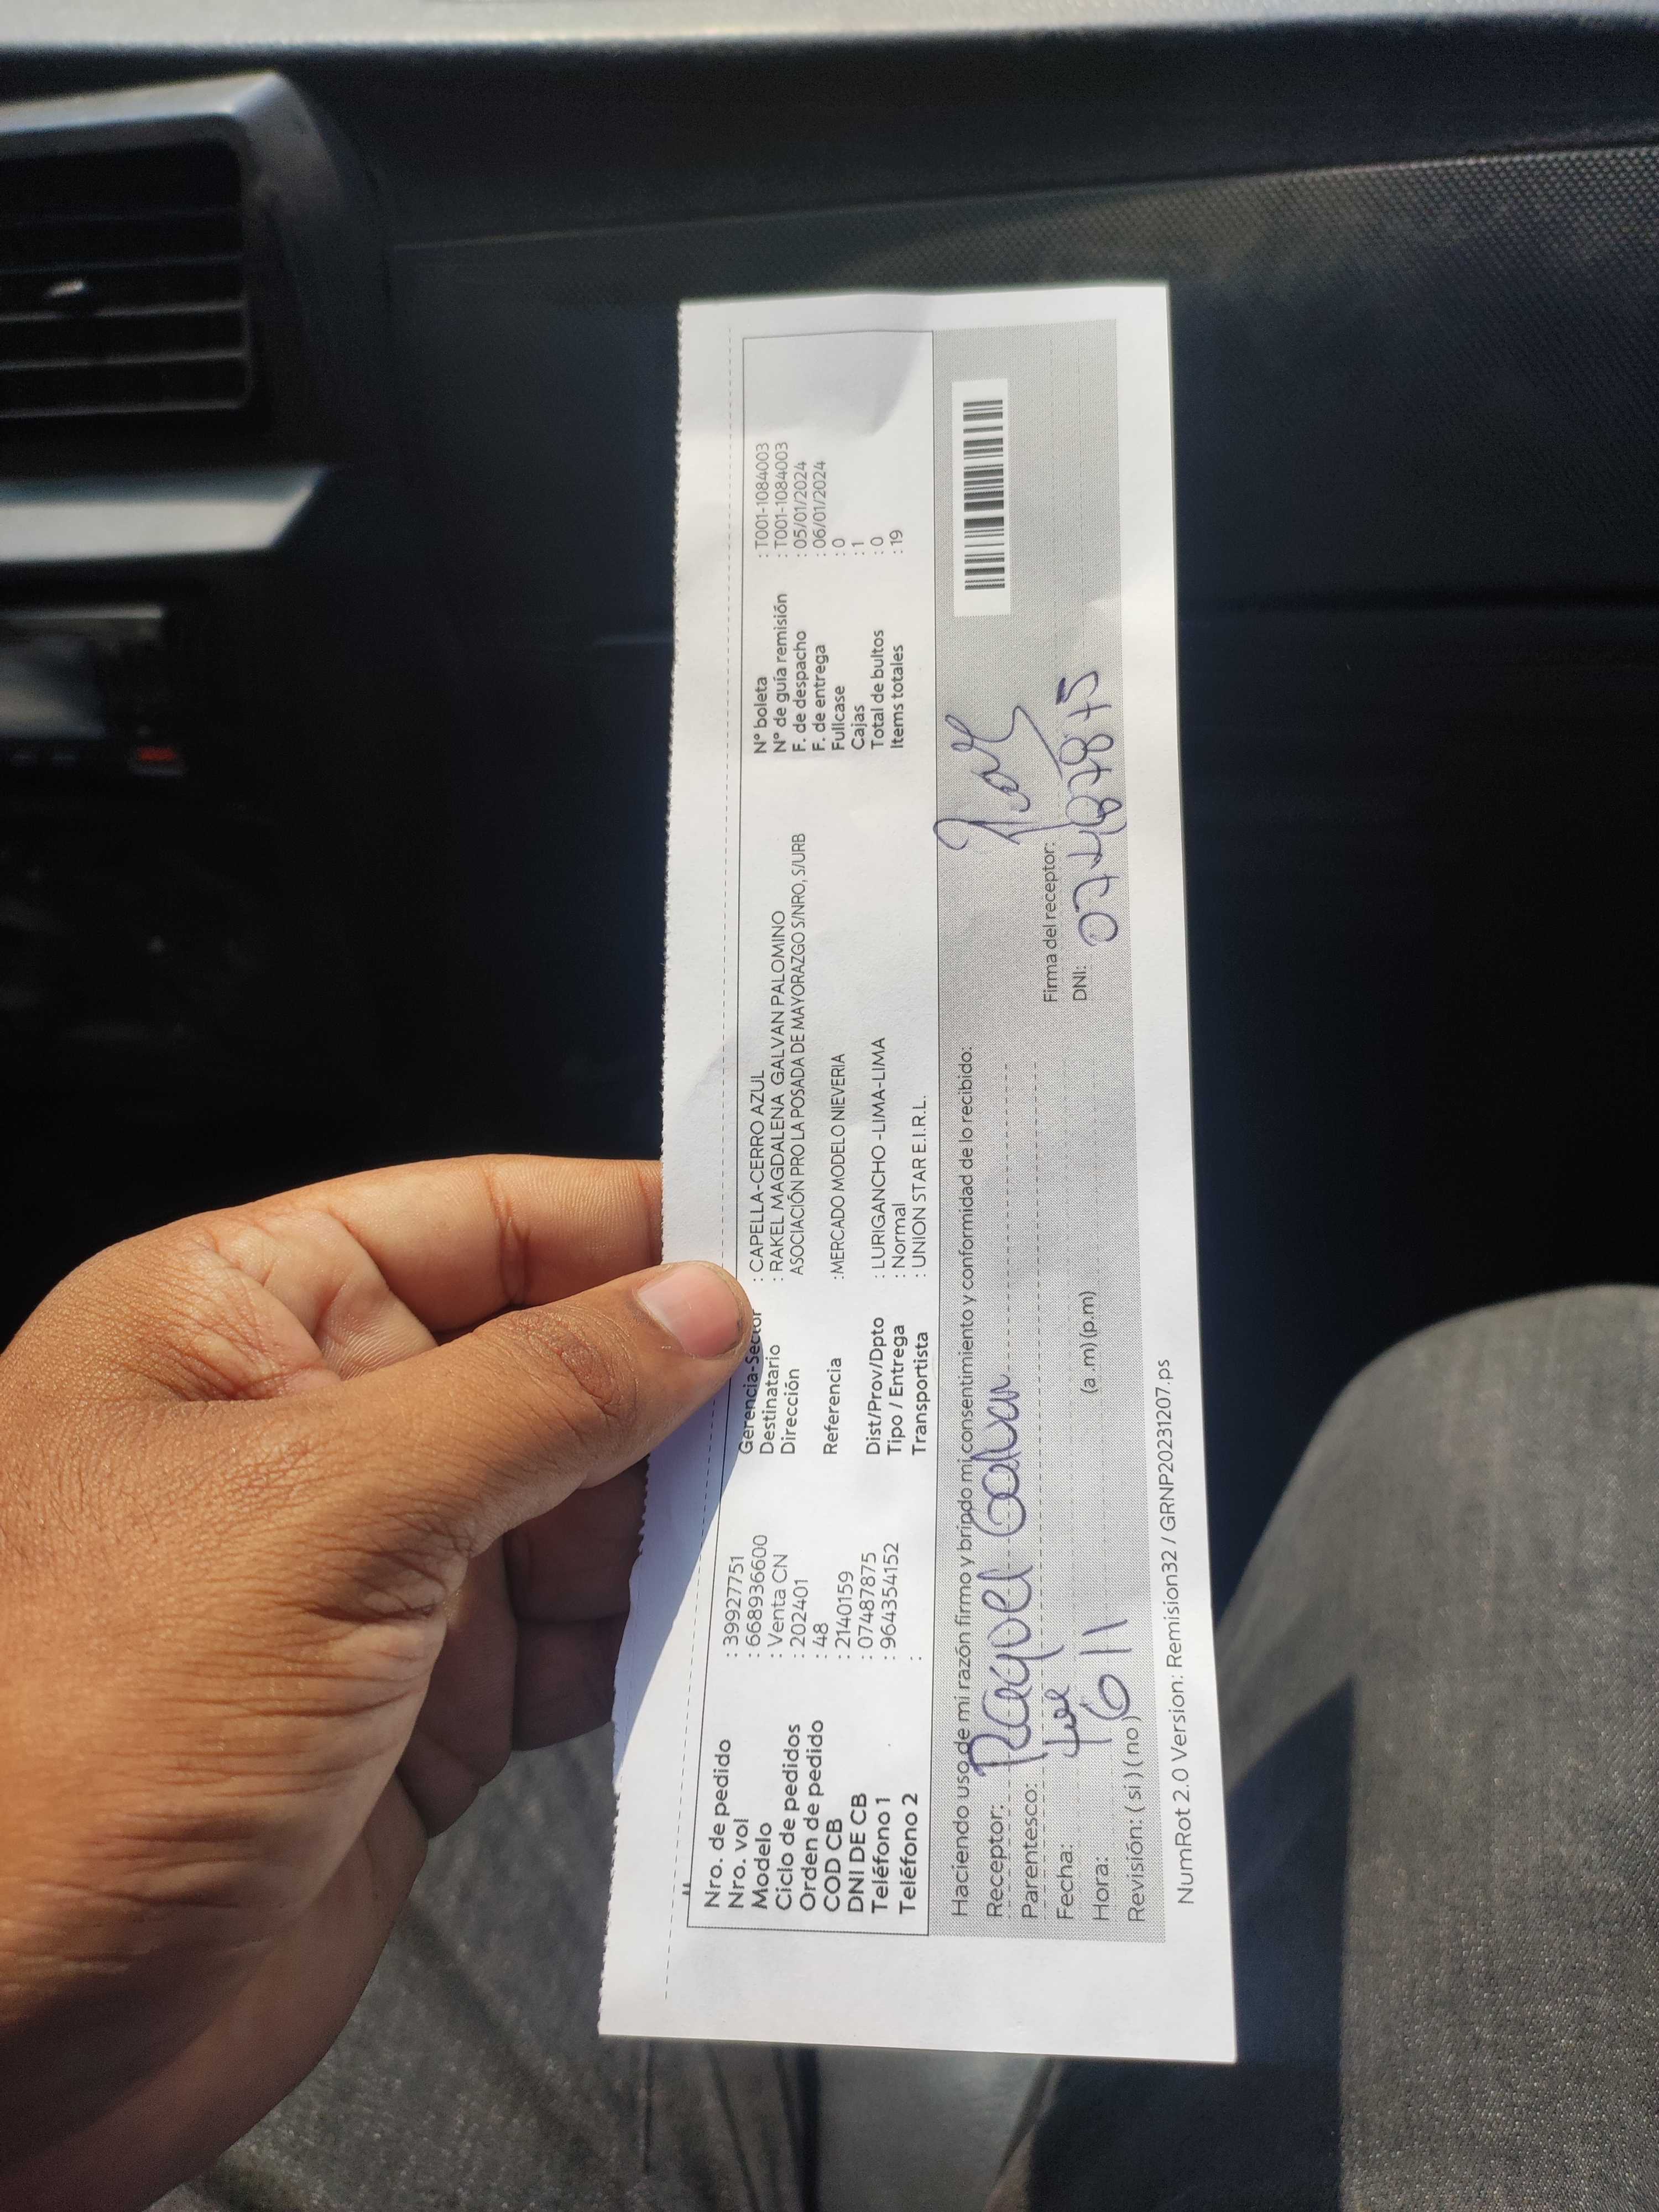 Nro. de pedido : 39927751
Nro. vol : 6689366600
Modelo : Venta CN
Ciclo de pedidos : 202401
Orden de pedido : 48
COD CB : 2140159
DNI DE CB : 07487875
Teléfono 1 : 964354152
Teléfono 2 :
Gerencia-Sector : CAPELLA-CERRO AZUL
Destinatario : RAKEL MAGDALENA GALVAN PALOMINO
Dirección ASOCIACIÓN PRO LA POSADA DE MAYORAZGO S/NRO, S/URB
Referencia :MERCADO MODELO NIEVERIA
Dist/Prov/Dpto : LURIGANCHO -LIMA-LIMA
Tipo / Entrega : Normal
Transportista : UNION STAR E.I.R.L.
N° boleta : T001-1084003
N° de guía remisión : T001-1084003
F. de despacho : 05/01/2024
F. de entrega : 06/01/2024
Fullcase : 0
Cajas : 1
Total de bultos : 0
Items totales : 19
Haciendo uso de mi razón firmo y brindo mi consentimiento y conformidad de lo recibido:
Receptor: Raquel Galvan
Parentesco:
Fecha: 6 11
Hora: (a .m) (p.m)
Revisión: ( si ) ( no )
Firma del receptor:
DNI: 07487875
NumRot 2.0 Version: Remision32 / GRNP20231207.ps